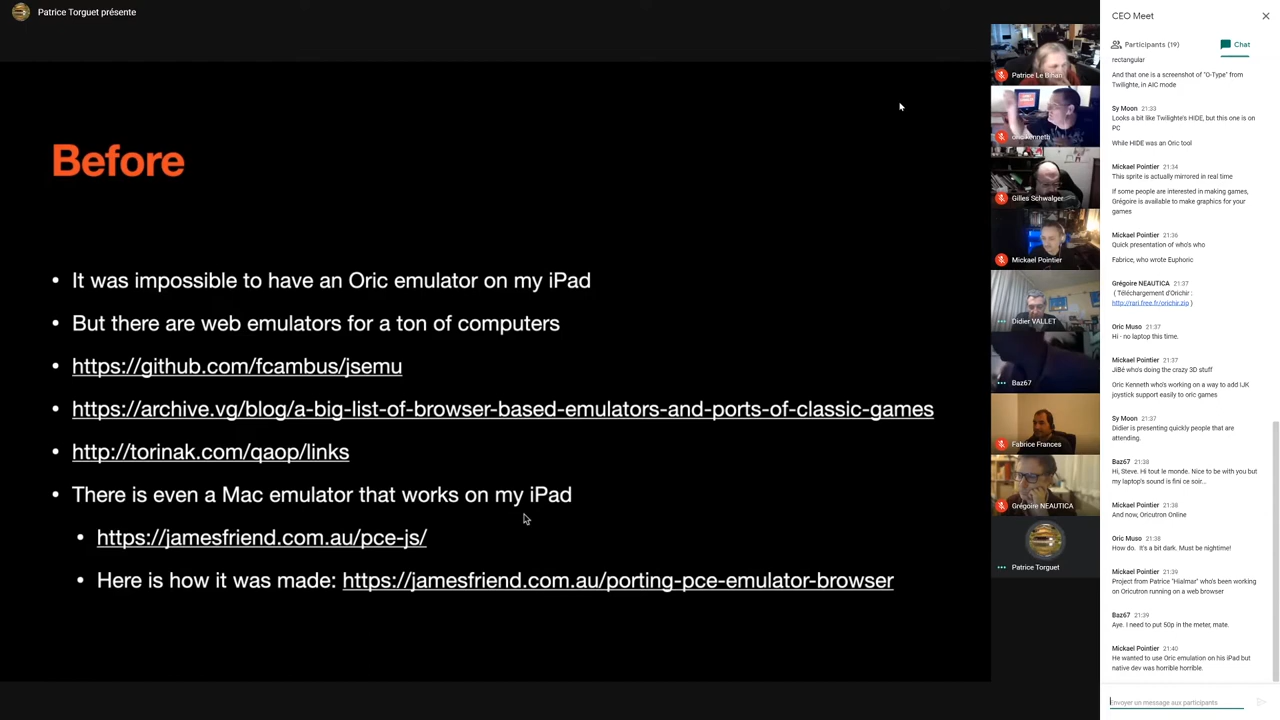 Patrice Torguet présente
Before
• It was impossible to have an Oric emulator on my iPad
• But there are web emulators for a ton of computers
• https://github.com/fcambus/jsemu
• https://archive.vg/blog/a-big-list-of-browser-based-emulators-and-ports-of-classic-games
• http://torinak.com/qaop/links
• There is even a Mac emulator that works on my iPad
• https://jamesfriend.com.au/pce-js/
• Here is how it was made: https://jamesfriend.com.au/porting-pce-emulator-browser
Patrice Le Bihan
oric kenneth
Gilles Schwalger
Mickael Pointier
Didier VALLET
Baz67
Fabrice Frances
Grégoire NEAUTICA
Patrice Torguet
CEO Meet
Participants (19)
Chat
rectangular
And that one is a screenshot of "O-Type" from
Twilighte, in AIC mode
Sy Moon 21:33
Looks a bit like Twilighte's HIDE, but this one is on
PC
While HIDE was an Oric tool
Mickael Pointier 21:34
This sprite is actually mirrored in real time
If some people are interested in making games,
Grégoire is available to make graphics for your
games
Mickael Pointier 21:36
Quick presentation of who's who
Fabrice, who wrote Euphoric
Grégoire NEAUTICA 21:37
( Téléchargement d'Orichir :
http://rari.free.fr/orichir.zip )
Oric Muso 21:37
Hi - no laptop this time.
Mickael Pointier 21:37
JiBé who's doing the crazy 3D stuff
Oric Kenneth who's working on a way to add IJK
joystick support easily to oric games
Sy Moon 21:37
Didier is presenting quickly people that are
attending.
Baz67 21:38
Hi, Steve. Hi tout le monde. Nice to be with you but
my laptop's sound is fini ce soir...
Mickael Pointier 21:38
And now, Oricutron Online
Oric Muso 21:38
How do. It's a bit dark. Must be nightime!
Mickael Pointier 21:39
Project from Patrice "Hialmar" who's been working
on Oricutron running on a web browser
Baz67 21:39
Aye. I need to put 50p in the meter, mate.
Mickael Pointier 21:40
He wanted to use Oric emulation on his iPad but
native dev was horrible horrible.
Envoyer un message aux participants